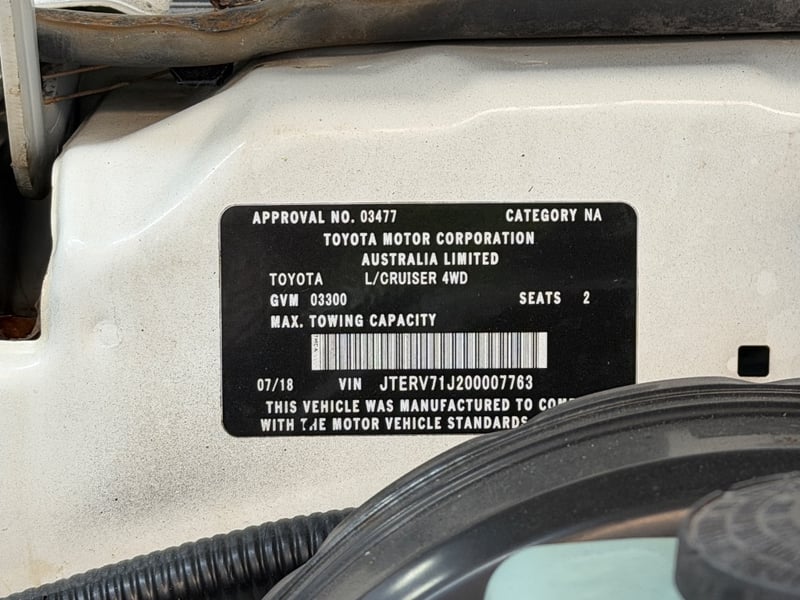 APPROVAL NO. 03477 CATEGORY NA
TOYOTA MOTOR CORPORATION
AUSTRALIA LIMITED
TOYOTA L/CRUISER 4WD
GVM 03300 SEATS 2
MAX. TOWING CAPACITY
07/18 VIN JTERV71J200007763
THIS VEHICLE WAS MANUFACTURED TO
WITH THE MOTOR VEHICLE STANDARDS